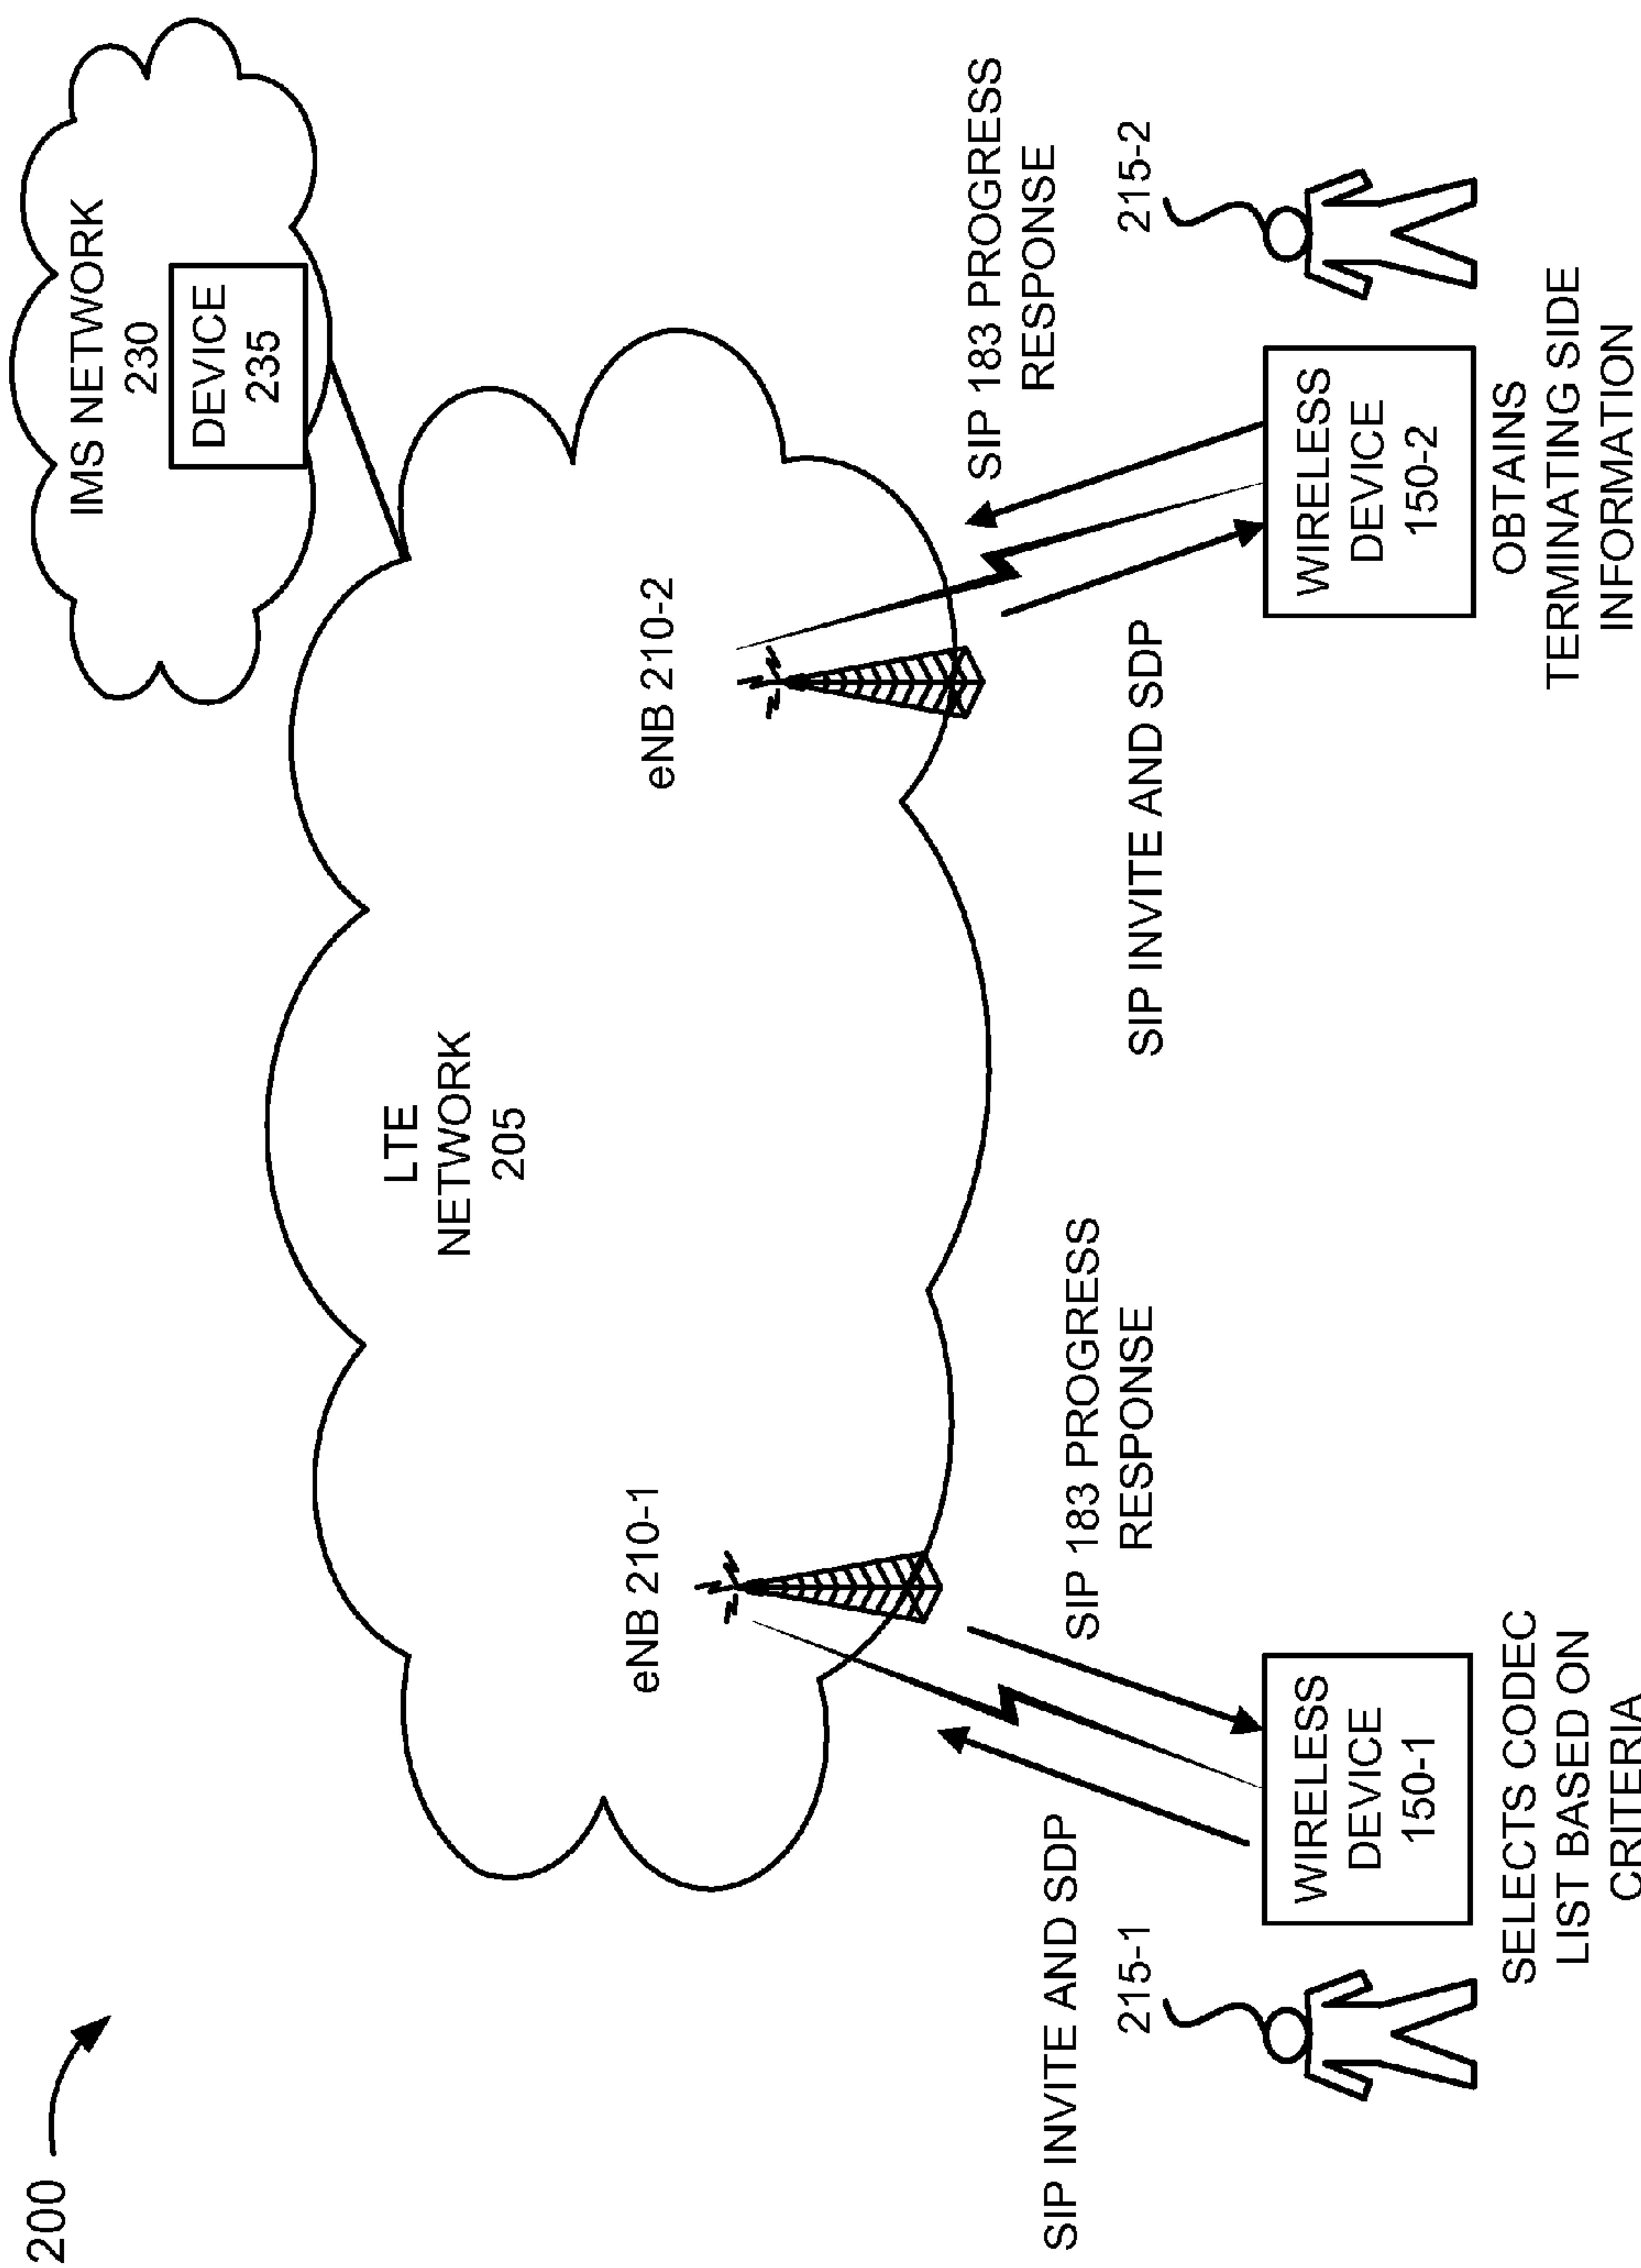 200
IMS NETWORK
230
DEVICE
235
LTE
NETWORK
205
eNB 210-1
eNB 210-2
SIP INVITE AND SDP
SIP 183 PROGRESS
RESPONSE
SIP INVITE AND SDP
SIP 183 PROGRESS
RESPONSE
215-1
WIRELESS
DEVICE
150-1
SELECTS CODEC
LIST BASED ON
CRITERIA
215-2
WIRELESS
DEVICE
150-2
OBTAINS
TERMINATING SIDE
INFORMATION